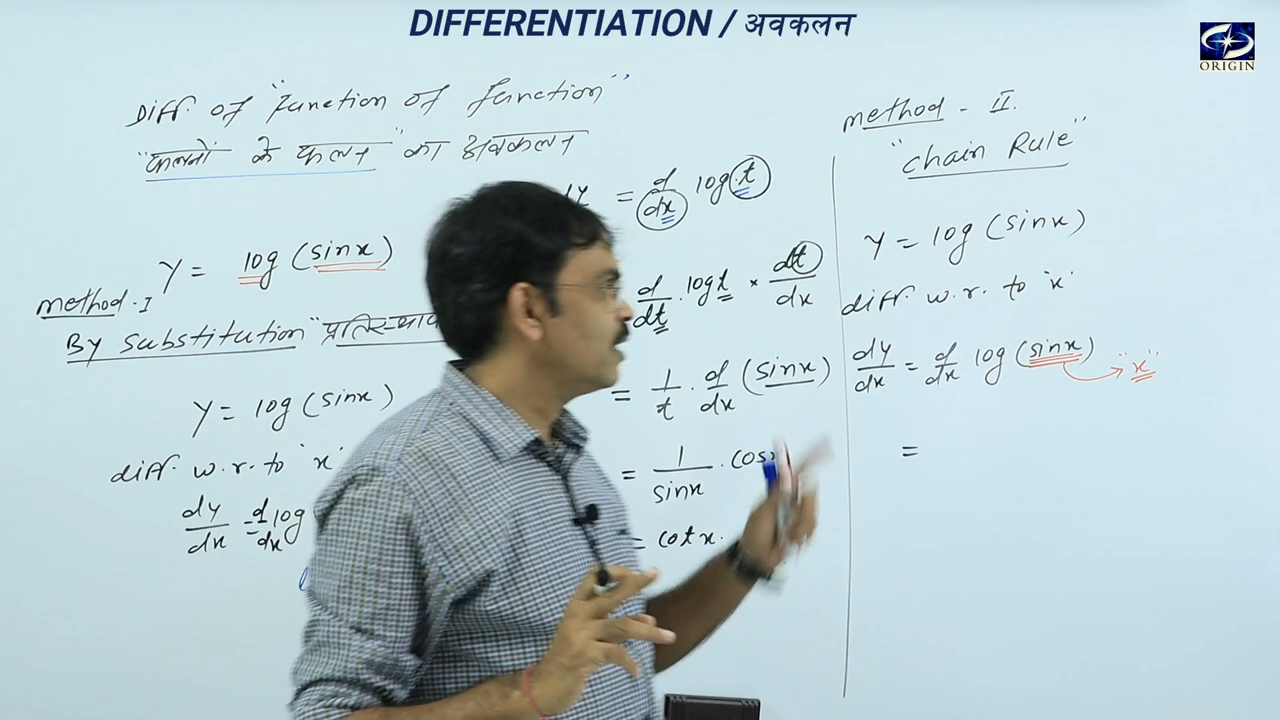 DIFFERENTIATION / अवकलन
ORIGIN
Diff. of "Function of function"
"फलनों के फलन" का अवकलन
y = log (sinx)
method-I
By substitution "प्रतिस्थाप
y = log (sinx)
diff. w.r. to 'x'
dy/dx = d/dx log
= d/dx log t
= d/dt . log t × dt/dx
= 1/t . d/dx (sinx)
= 1/sinx . cosx
= cotx.
method - II.
"Chain Rule"
y = log (sinx)
diff. w.r. to 'x'
dy/dx = d/dx log (sinx) "x"
=